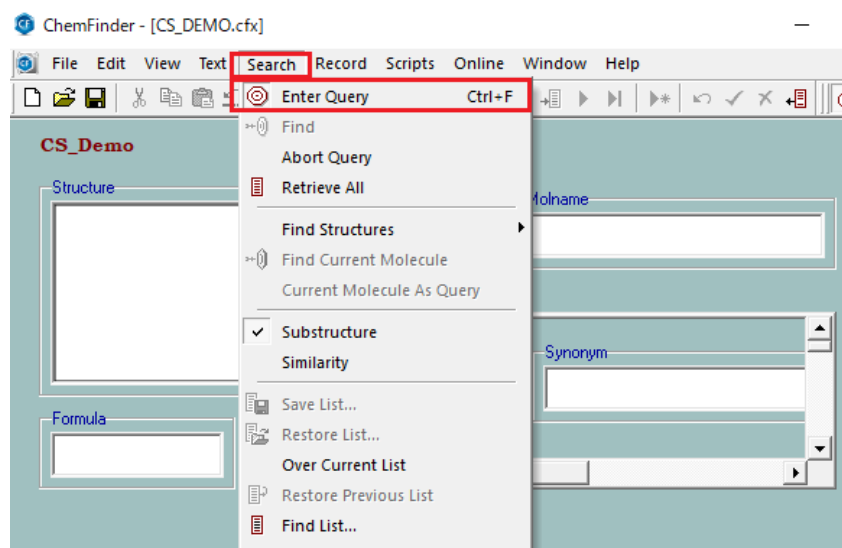 ChemFinder - [CS_DEMO.cfx]
File Edit View Text Search Record Scripts Online Window Help
Enter Query Ctrl+F
CS_Demo
Find
Abort Query
Structure
Retrieve All
Molname
Find Structures
Find Current Molecule
Current Molecule As Query
Substructure
Synonym
Similarity
Save List...
Formula
Restore List...
Over Current List
Restore Previous List
Find List...